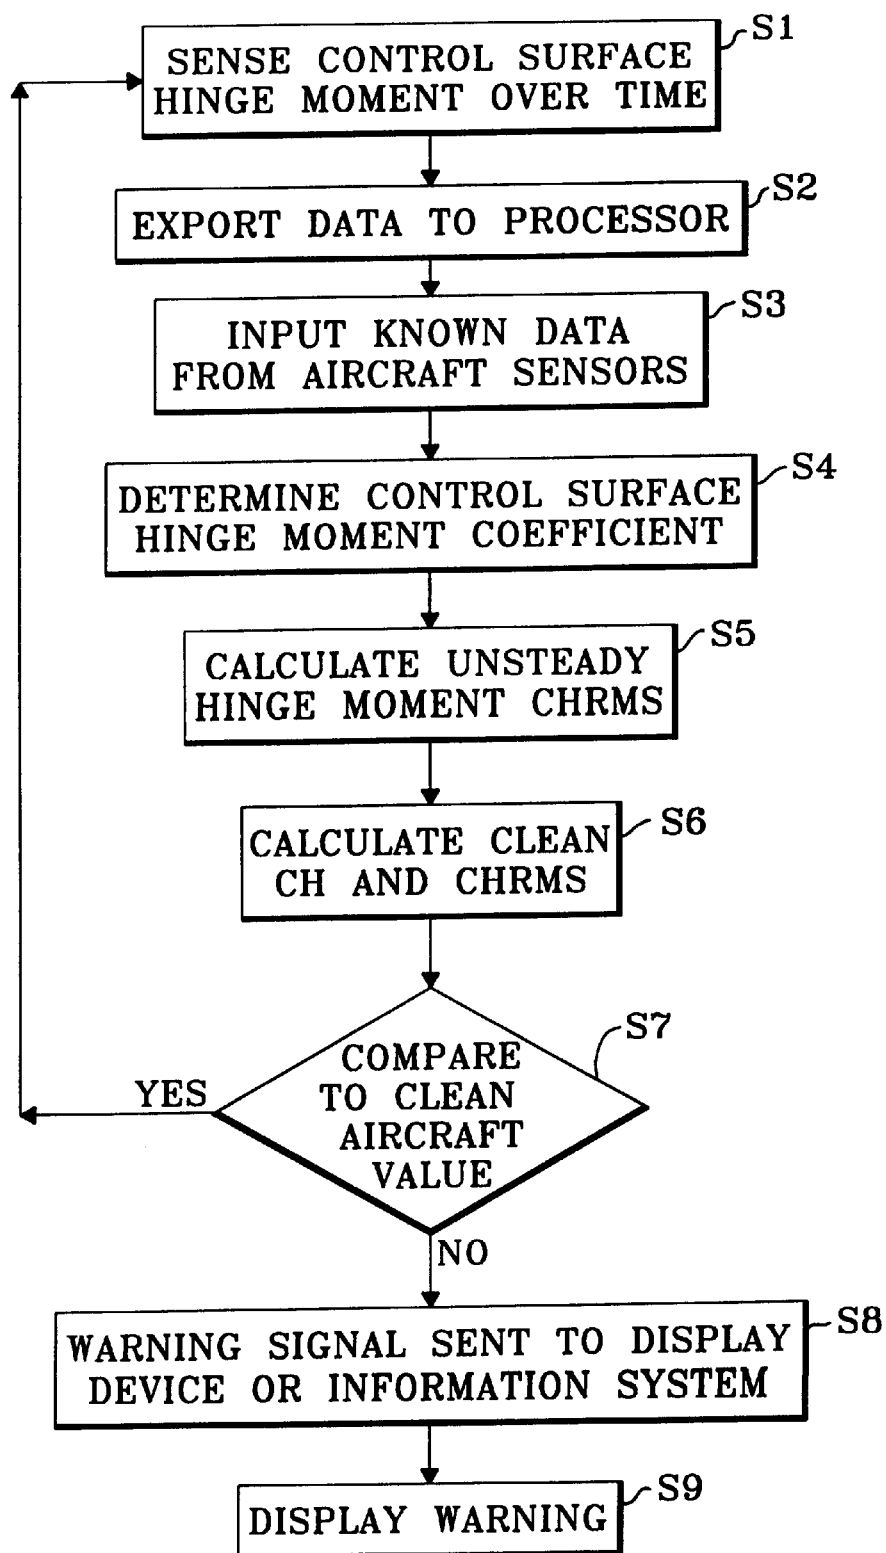 S1
SENSE CONTROL SURFACE
HINGE MOMENT OVER TIME
S2
EXPORT DATA TO PROCESSOR
S3
INPUT KNOWN DATA
FROM AIRCRAFT SENSORS
S4
DETERMINE CONTROL SURFACE
HINGE MOMENT COEFFICIENT
S5
CALCULATE UNSTEADY
HINGE MOMENT CHRMS
S6
CALCULATE CLEAN
CH AND CHRMS
S7
COMPARE
TO CLEAN
AIRCRAFT
VALUE
YES
NO
S8
WARNING SIGNAL SENT TO DISPLAY
DEVICE OR INFORMATION SYSTEM
S9
DISPLAY WARNING